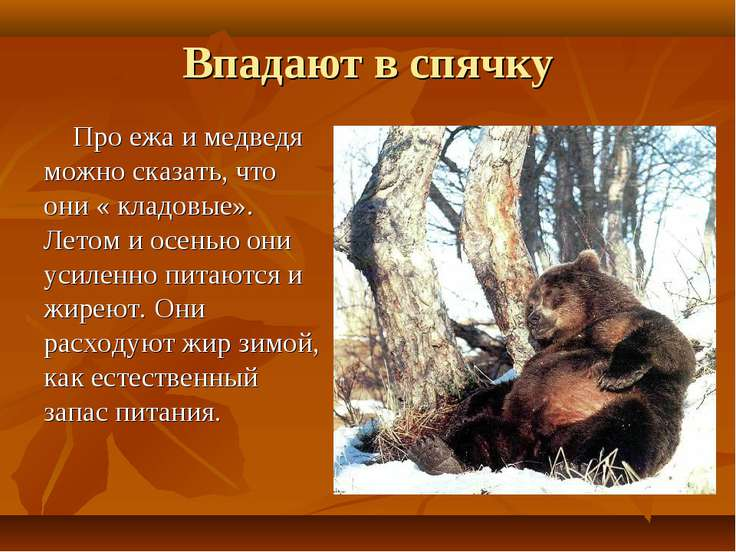 Впадают в спячку
Про ежа и медведя
можно сказать, что
они « кладовые».
Летом и осенью они
усиленно питаются и
жиреют. Они
расходуют жир зимой,
как естественный
запас питания.